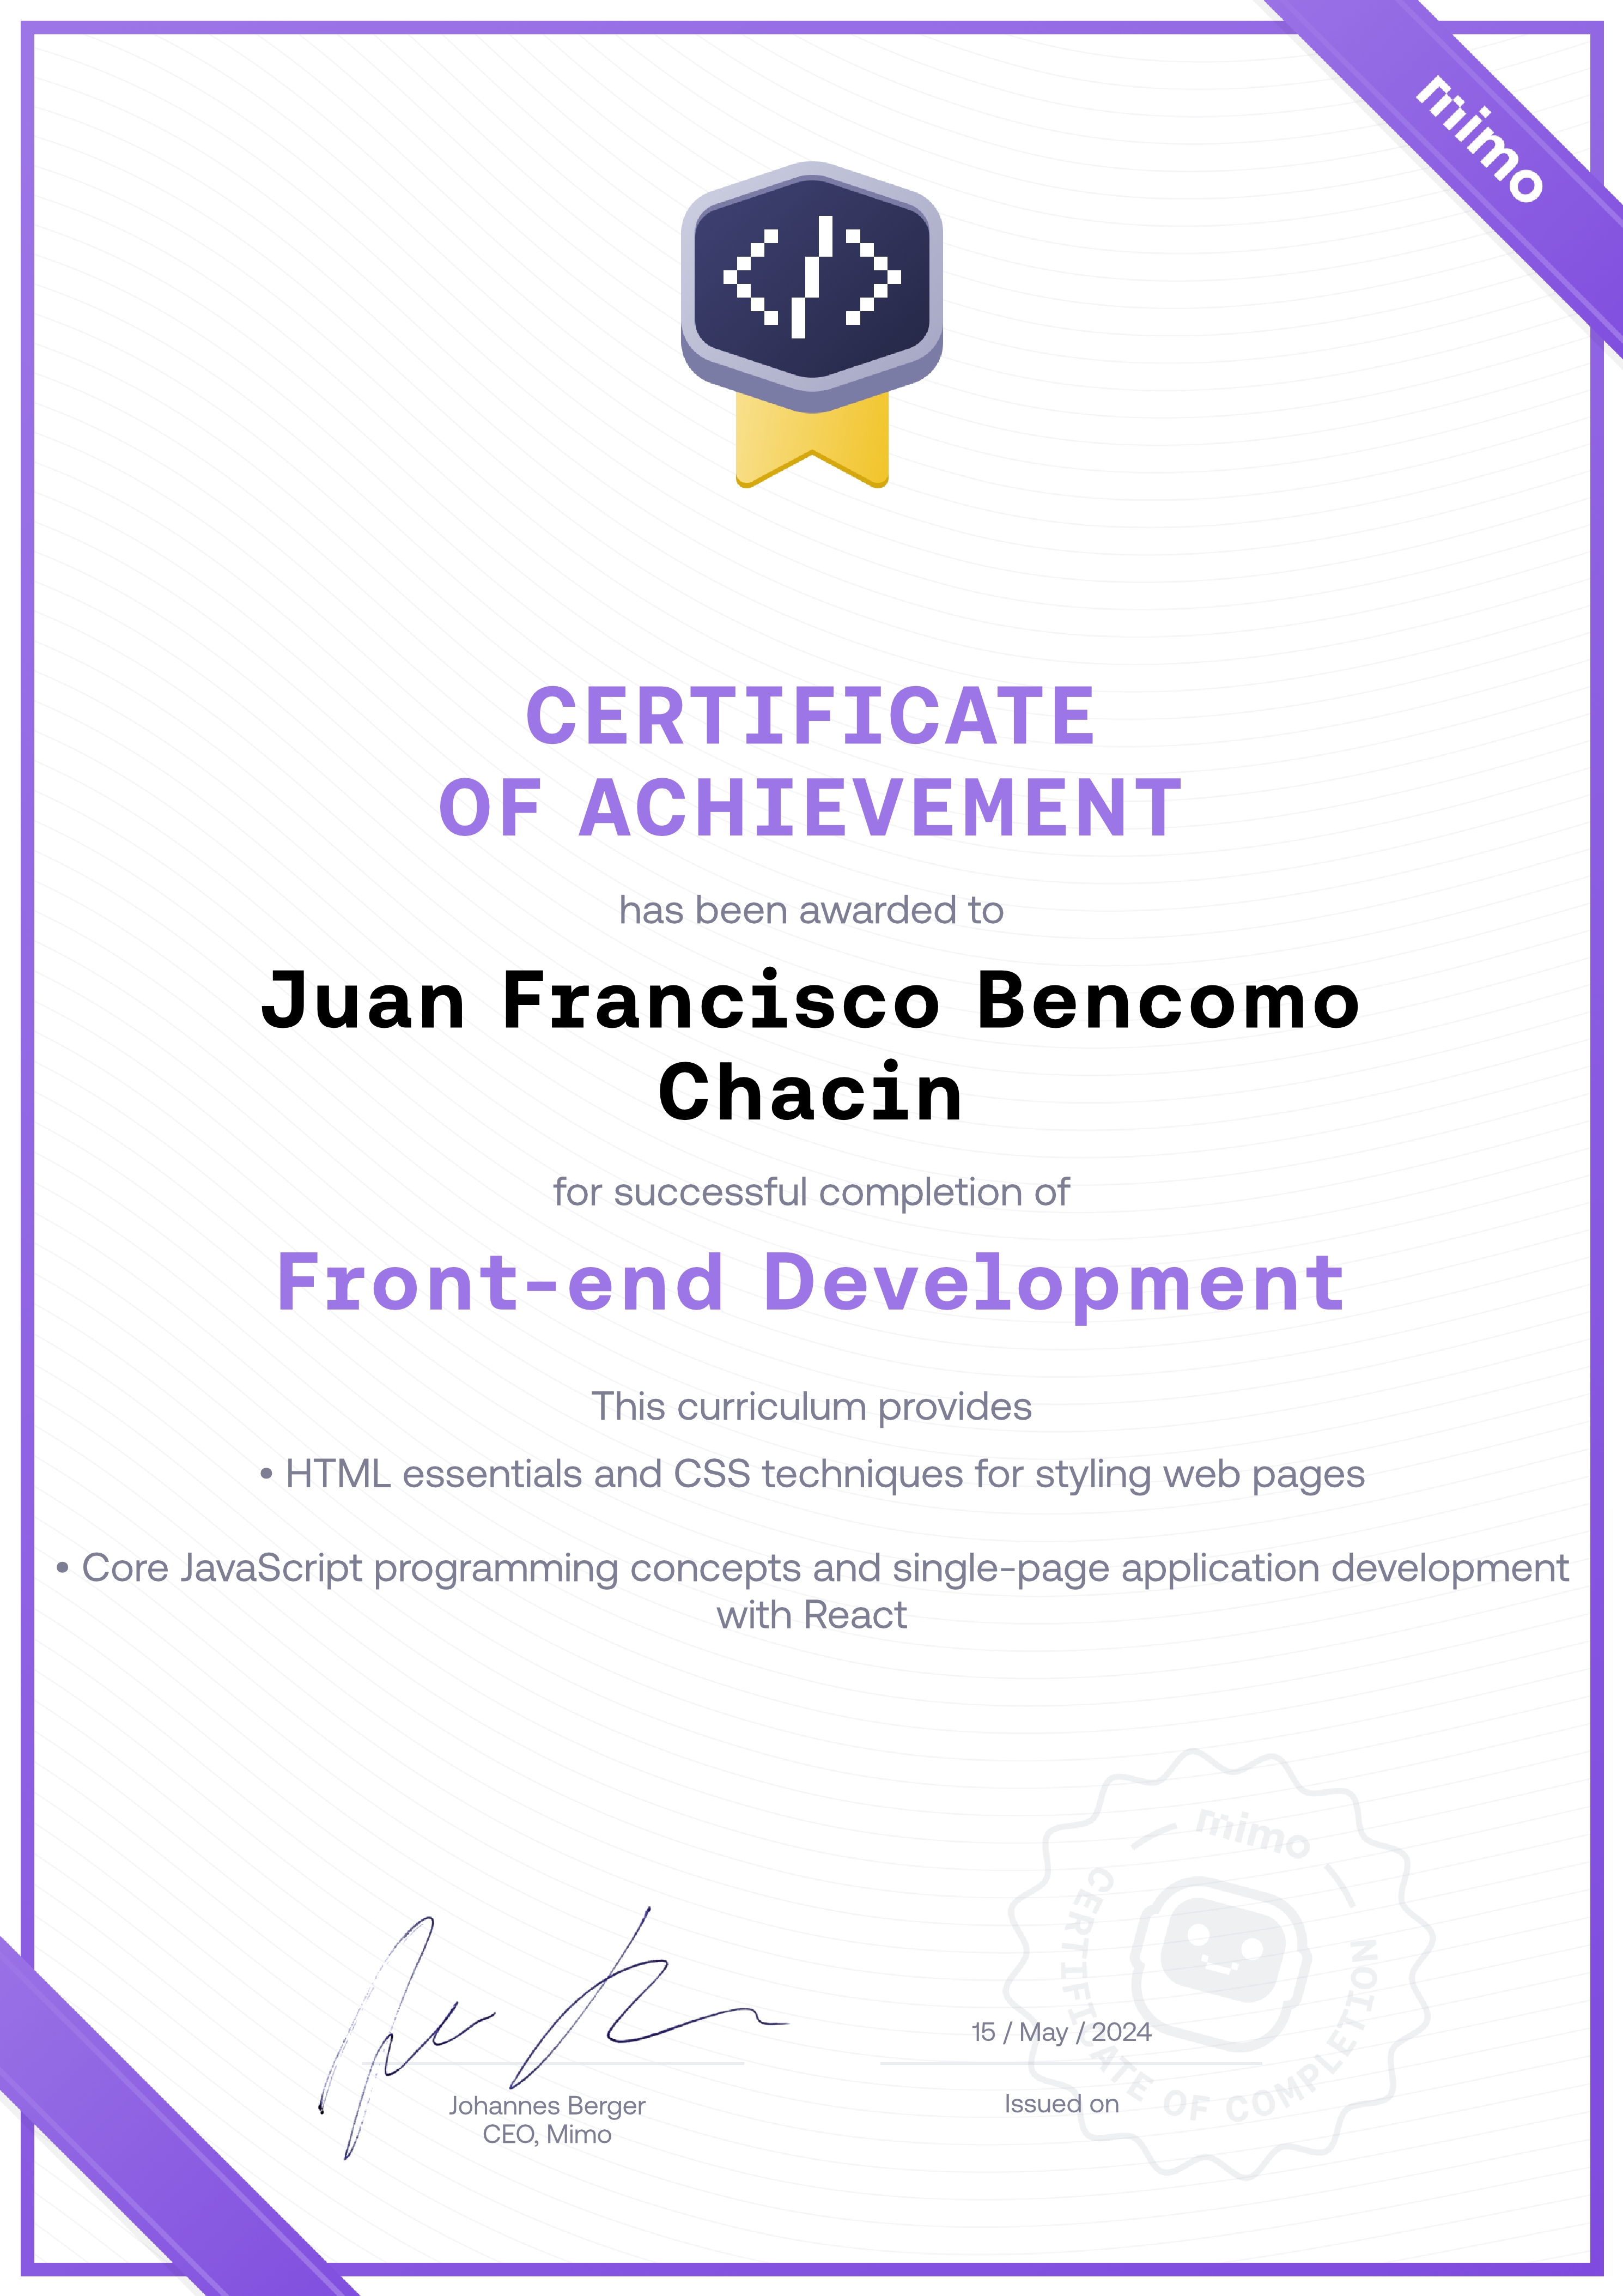 mimo
</>
CERTIFICATE
OF ACHIEVEMENT
has been awarded to
Juan Francisco Bencomo
Chacin
for successful completion of
Front-end Development
This curriculum provides
• HTML essentials and CSS techniques for styling web pages
• Core JavaScript programming concepts and single-page application development
with React
mimo
CERTIFICATE OF COMPLETION
15 / May / 2024
Issued on
Johannes Berger
CEO, Mimo